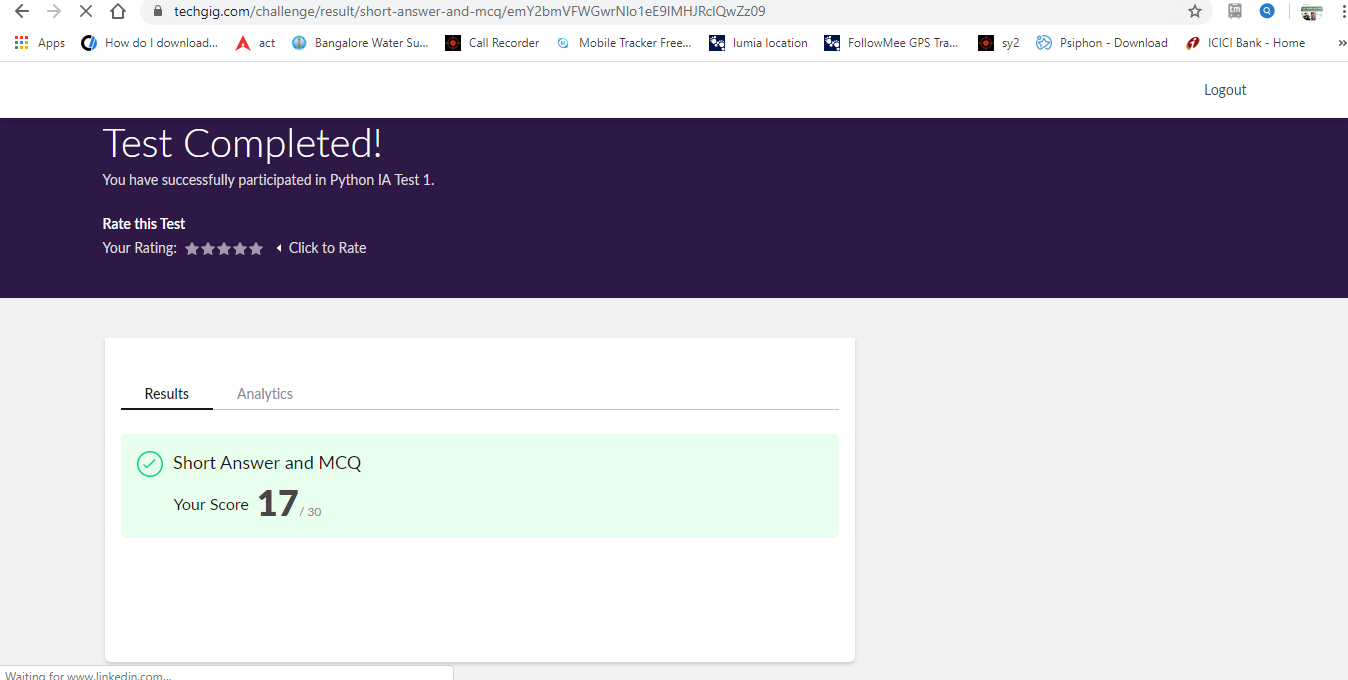 techgig.com/challenge/result/short-answer-and-mcq/emY2bmVFWGwrNlo1eE9IMHJRclQwZz09
Apps How do I download... act Bangalore Water Su... Call Recorder Mobile Tracker Free... lumia location FollowMee GPS Tra... sy2 Psiphon - Download ICICI Bank - Home »
Logout
Test Completed!
You have successfully participated in Python IA Test 1.
Rate this Test
Your Rating: Click to Rate
Results Analytics
Short Answer and MCQ
Your Score 17 / 30
Waiting for www.linkedin.com...